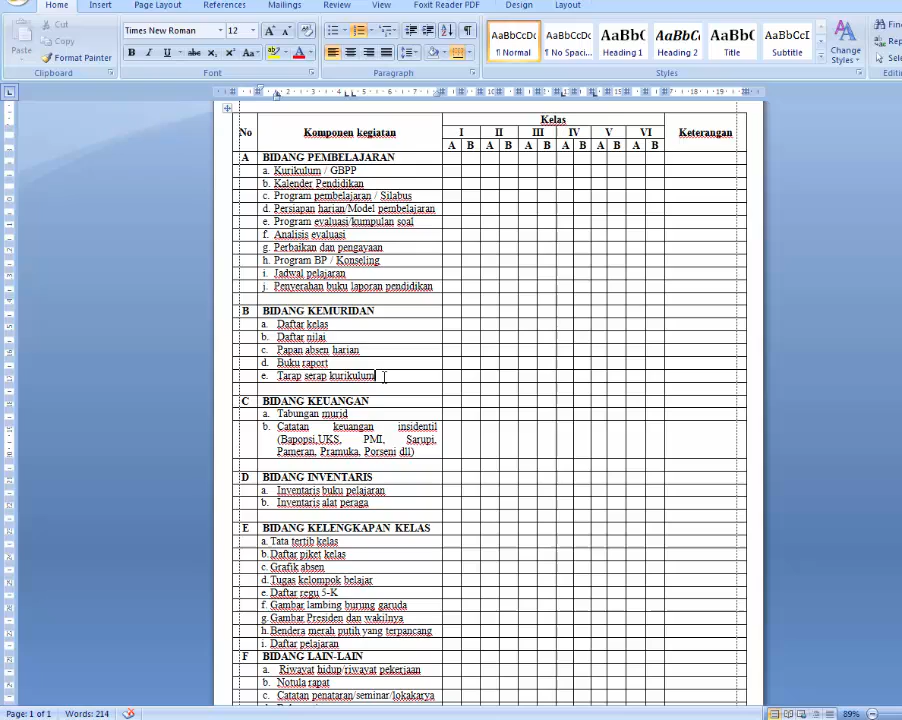 Home Insert Page Layout References Mailings Review View Foxit Reader PDF Design Layout
Cut
Copy
Paste
Format Painter
Clipboard
Times New Roman 12
Font
Paragraph
AaBbCcDc AaBbCcDc AaBbC AaBbCc AaBb( AaBbCcI
¶ Normal ¶ No Spaci... Heading 1 Heading 2 Title Subtitle
Styles
Change Styles
Find
Rep
Sele
No Komponen kegiatan Kelas Keterangan
I II III IV V VI
A B A B A B A B A B A B
A BIDANG PEMBELAJARAN
a. Kurikulum / GBPP
b. Kalender Pendidikan
c. Program pembelajaran / Silabus
d. Persiapan harian/Model pembelajaran
e. Program evaluasi/kumpulan soal
f. Analisis evaluasi
g. Perbaikan dan pengayaan
h. Program BP / Konseling
i. Jadwal pelajaran
j. Penyerahan buku laporan pendidikan
B BIDANG KEMURIDAN
a. Daftar kelas
b. Daftar nilai
c. Papan absen harian
d. Buku raport
e. Tarap serap kurikulum
C BIDANG KEUANGAN
a. Tabungan murid
b. Catatan keuangan insidentil
(Bapopsi,UKS, PMI, Sarupi,
Pameran, Pramuka, Porseni dll)
D BIDANG INVENTARIS
a. Inventaris buku pelajaran
b. Inventaris alat peraga
E BIDANG KELENGKAPAN KELAS
a. Tata tertib kelas
b. Daftar piket kelas
c. Grafik absen
d. Tugas kelompok belajar
e. Daftar regu 5-K
f. Gambar lambing burung garuda
g. Gambar Presiden dan wakilnya
h. Bendera merah putih yang terpancang
i. Daftar pelajaran
F BIDANG LAIN-LAIN
a. Riwayat hidup/riwayat pekerjaan
b. Notula rapat
c. Catatan penataran/seminar/lokakarya
Page: 1 of 1 Words: 214 89%